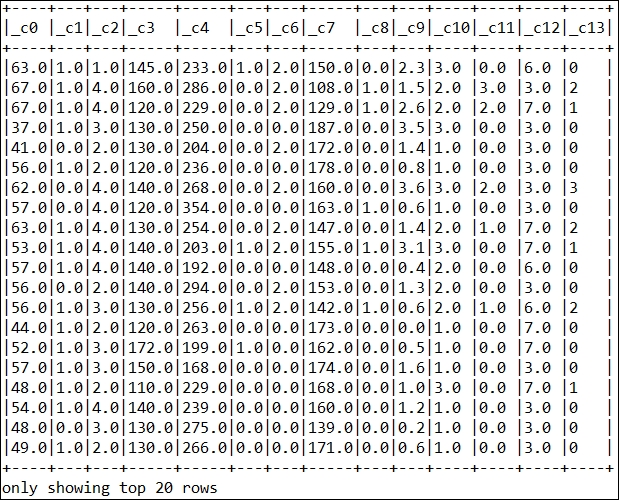 +----+---+---+-----+-----+---+---+-----+---+---+----+----+----+----+
|_c0 |_c1|_c2|_c3  |_c4  |_c5|_c6|_c7  |_c8|_c9|_c10|_c11|_c12|_c13|
+----+---+---+-----+-----+---+---+-----+---+---+----+----+----+----+
|63.0|1.0|1.0|145.0|233.0|1.0|2.0|150.0|0.0|2.3|3.0 |0.0 |6.0 |0   |
|67.0|1.0|4.0|160.0|286.0|0.0|2.0|108.0|1.0|1.5|2.0 |3.0 |3.0 |2   |
|67.0|1.0|4.0|120.0|229.0|0.0|2.0|129.0|1.0|2.6|2.0 |2.0 |7.0 |1   |
|37.0|1.0|3.0|130.0|250.0|0.0|0.0|187.0|0.0|3.5|3.0 |0.0 |3.0 |0   |
|41.0|0.0|2.0|130.0|204.0|0.0|2.0|172.0|0.0|1.4|1.0 |0.0 |3.0 |0   |
|56.0|1.0|2.0|120.0|236.0|0.0|0.0|178.0|0.0|0.8|1.0 |0.0 |3.0 |0   |
|62.0|0.0|4.0|140.0|268.0|0.0|2.0|160.0|0.0|3.6|3.0 |2.0 |3.0 |3   |
|57.0|0.0|4.0|120.0|354.0|0.0|0.0|163.0|1.0|0.6|1.0 |0.0 |3.0 |0   |
|63.0|1.0|4.0|130.0|254.0|0.0|2.0|147.0|0.0|1.4|2.0 |1.0 |7.0 |2   |
|53.0|1.0|4.0|140.0|203.0|1.0|2.0|155.0|1.0|3.1|3.0 |0.0 |7.0 |1   |
|57.0|1.0|4.0|140.0|192.0|0.0|0.0|148.0|0.0|0.4|2.0 |0.0 |6.0 |0   |
|56.0|0.0|2.0|140.0|294.0|0.0|2.0|153.0|0.0|1.3|2.0 |0.0 |3.0 |0   |
|56.0|1.0|3.0|130.0|256.0|1.0|2.0|142.0|1.0|0.6|2.0 |1.0 |6.0 |2   |
|44.0|1.0|2.0|120.0|263.0|0.0|0.0|173.0|0.0|0.0|1.0 |0.0 |7.0 |0   |
|52.0|1.0|3.0|172.0|199.0|1.0|0.0|162.0|0.0|0.5|1.0 |0.0 |7.0 |0   |
|57.0|1.0|3.0|150.0|168.0|0.0|0.0|174.0|0.0|1.6|1.0 |0.0 |3.0 |0   |
|48.0|1.0|2.0|110.0|229.0|0.0|0.0|168.0|0.0|1.0|3.0 |0.0 |7.0 |1   |
|54.0|1.0|4.0|140.0|239.0|0.0|0.0|160.0|0.0|1.2|1.0 |0.0 |3.0 |0   |
|48.0|0.0|3.0|130.0|275.0|0.0|0.0|139.0|0.0|0.2|1.0 |0.0 |3.0 |0   |
|49.0|1.0|2.0|130.0|266.0|0.0|0.0|171.0|0.0|0.6|1.0 |0.0 |3.0 |0   |
+----+---+---+-----+-----+---+---+-----+---+---+----+----+----+----+
only showing top 20 rows